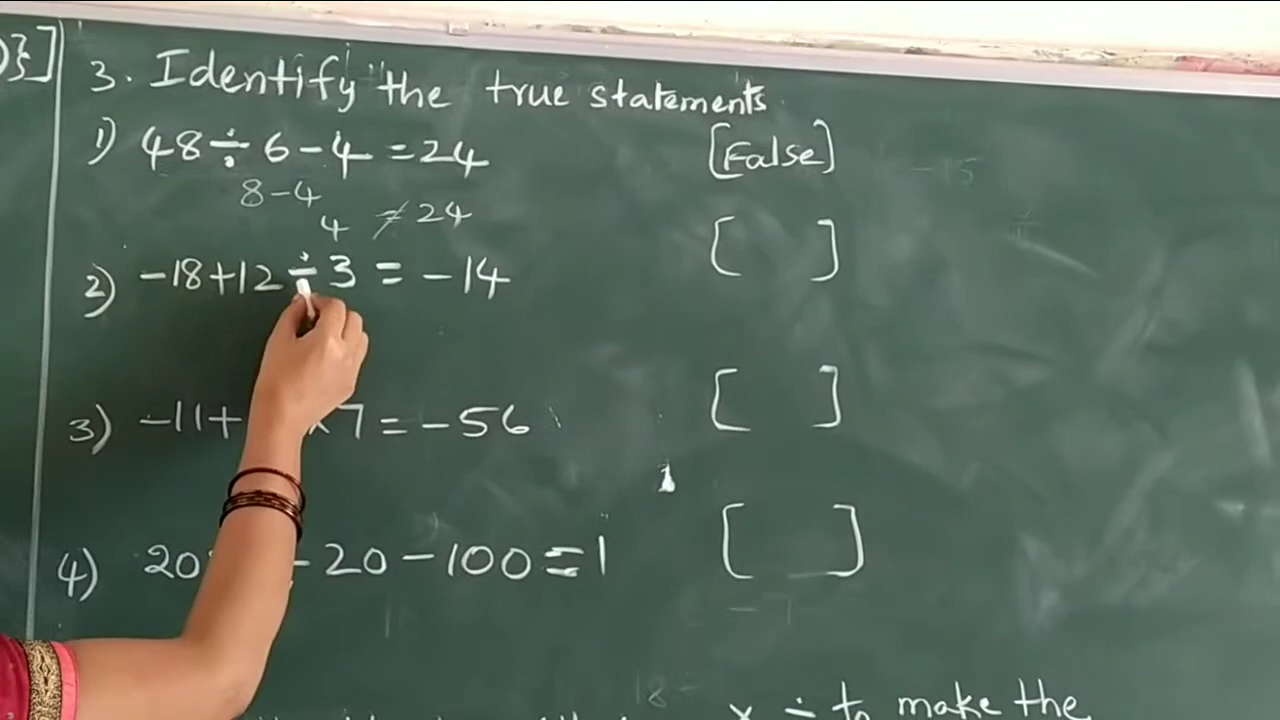 )}]
3. Identify the true statements
1) 48 ÷ 6 - 4 = 24 [False]
8 - 4
4 ≠ 24
2) -18 + 12 ÷ 3 = -14 [ ]
3) -11 + × 7 = -56 [ ]
4) 20 - 20 - 100 = 1 [ ]
x ÷ to make the